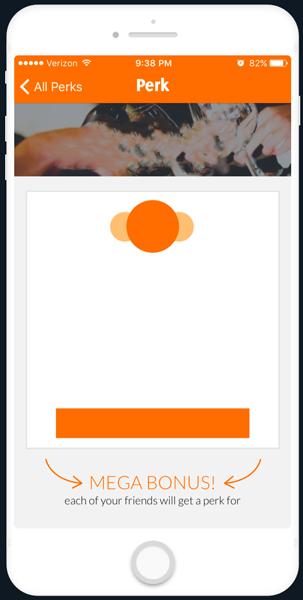 Verizon 9:38 PM 82%
All Perks Perk
MEGA BONUS!
each of your friends will get a perk for